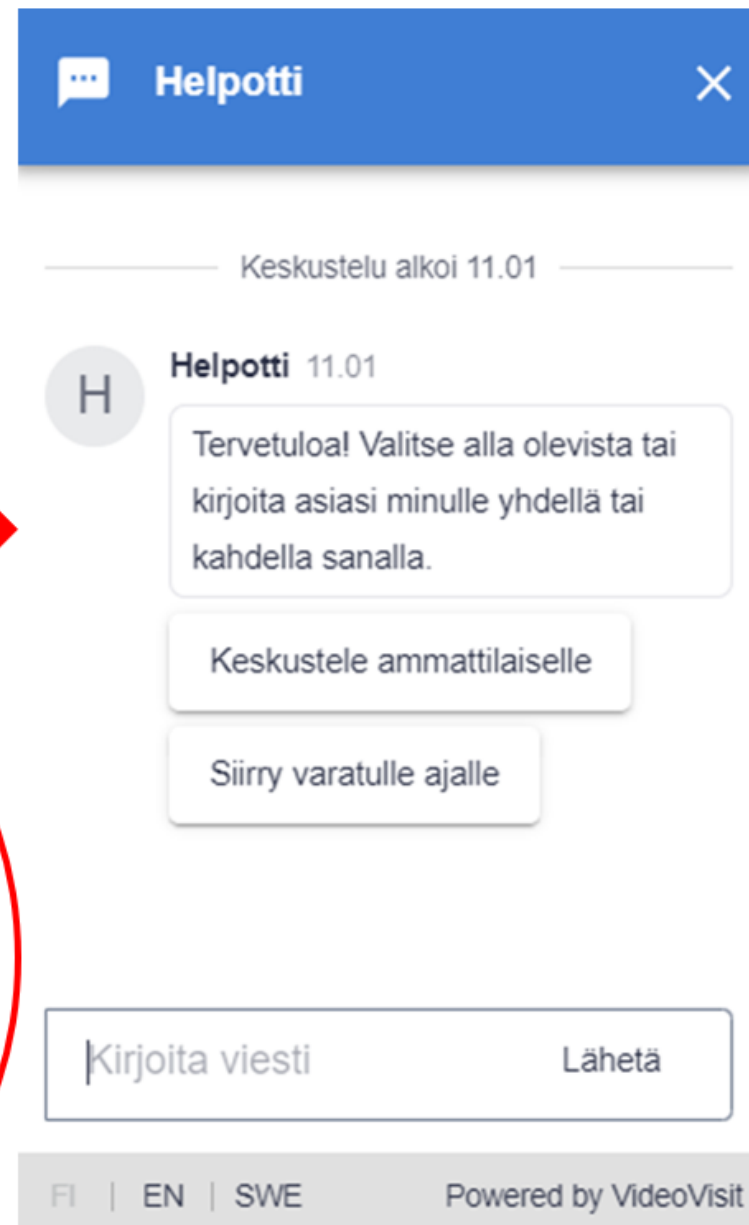 Helpotti
Keskustelu alkoi 11.01
H
Helpotti 11.01
Tervetuloa! Valitse alla olevista tai
kirjoita asiasi minulle yhdellä tai
kahdella sanalla.
Keskustele ammattilaiselle
Siirry varatulle ajalle
Kirjoita viesti Lähetä
FI | EN | SWE Powered by VideoVisit